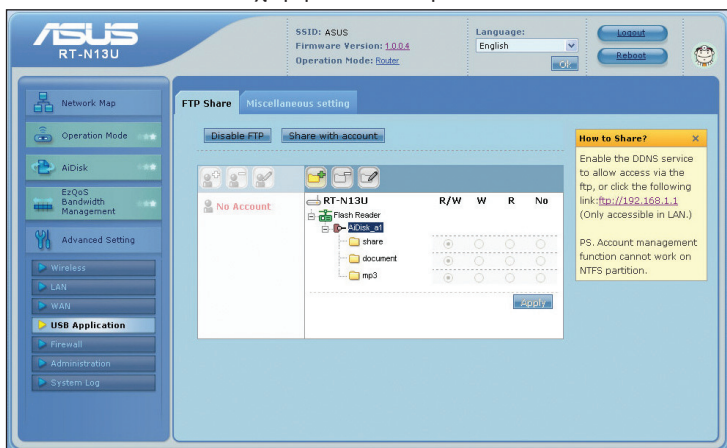 ASUS
RT-N13U
SSID: ASUS
Firmware Version: 1.0.0.4
Operation Mode: Router
Language:
English
Ok
Logout
Reboot
Network Map
Operation Mode
AiDisk
EzQoS
Bandwidth
Management
Advanced Setting
Wireless
LAN
WAN
USB Application
Firewall
Administration
System Log
FTP Share
Miscellaneous setting
Disable FTP
Share with account
No Account
RT-N13U R/W W R No
Flash Reader
AiDisk_a1
share
document
mp3
Apply
How to Share? ×
Enable the DDNS service
to allow access via the
ftp, or click the following
link:ftp://192.168.1.1
(Only accessible in LAN.)
PS. Account management
function cannot work on
NTFS partition.